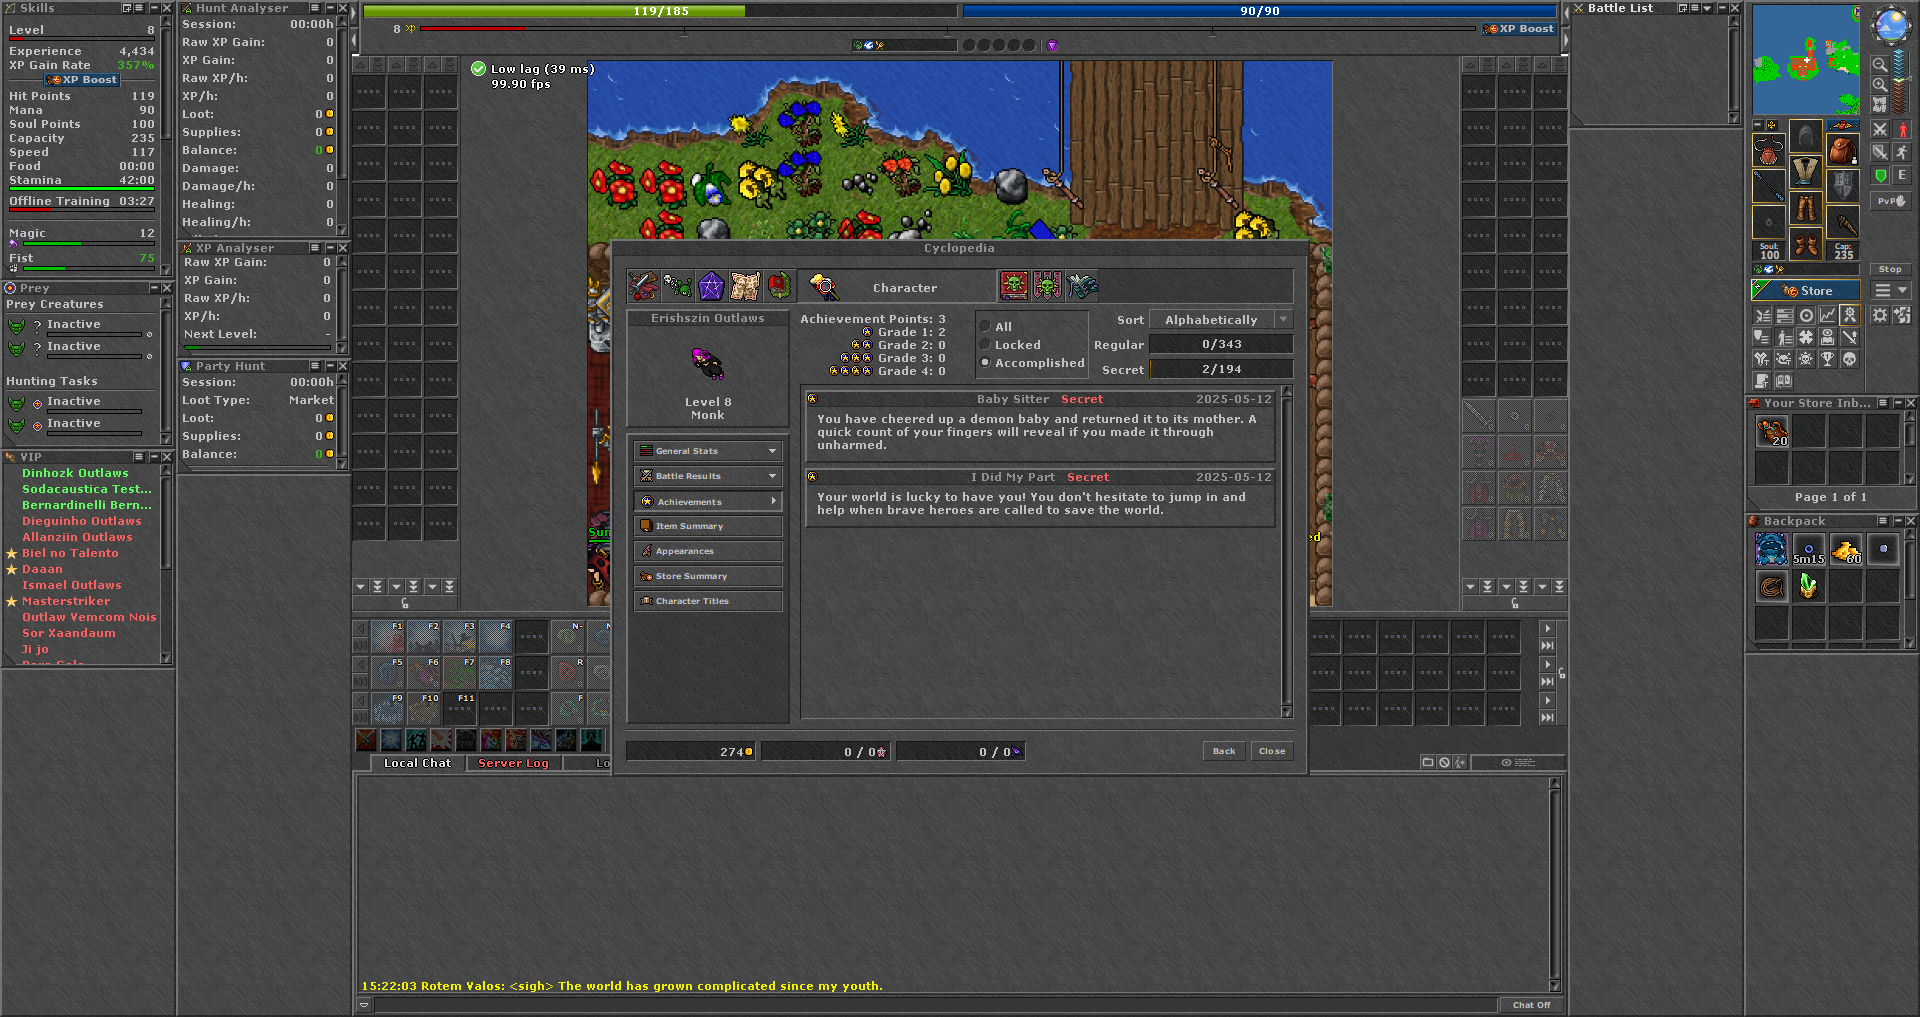 Skills
Level 8
Experience 4,434
XP Gain Rate 357%
XP Boost
Hit Points 119
Mana 90
Soul Points 100
Capacity 235
Speed 117
Food 00:00
Stamina 42:00
Offline Training 03:27
Magic 12
Fist 75
Prey
Prey Creatures
? Inactive
? Inactive
Hunting Tasks
Inactive
Inactive
VIP
Dinhozk Outlaws
Sodacaustica Test...
Bernardinelli Bern...
Dieguinho Outlaws
Allanziin Outlaws
Biel no Talento
Daaan
Ismael Outlaws
Masterstriker
Outlaw Vemcom Nois
Sor Xaandaum
Ji jo
Hunt Analyser
Session: 00:00h
Raw XP Gain: 0
XP Gain: 0
Raw XP/h: 0
XP/h: 0
Loot: 0
Supplies: 0
Balance: 0
Damage: 0
Damage/h: 0
Healing: 0
Healing/h: 0
XP Analyser
Raw XP Gain: 0
XP Gain: 0
Raw XP/h: 0
XP/h: 0
Next Level: -
Party Hunt
Session: 00:00h
Loot Type: Market
Loot: 0
Supplies: 0
Balance: 0
119/185
90/90
8 XP
XP Boost
Low lag (39 ms)
99.90 fps
Cyclopedia
Character
Erishszin Outlaws
Level 8
Monk
General Stats
Battle Results
Achievements
Item Summary
Appearances
Store Summary
Character Titles
Achievement Points: 3
Grade 1: 2
Grade 2: 0
Grade 3: 0
Grade 4: 0
All
Locked
Accomplished
Sort Alphabetically
Regular 0/343
Secret 2/194
Baby Sitter Secret 2025-05-12
You have cheered up a demon baby and returned it to its mother. A
quick count of your fingers will reveal if you made it through
unharmed.
I Did My Part Secret 2025-05-12
Your world is lucky to have you! You don't hesitate to jump in and
help when brave heroes are called to save the world.
274
0 / 0
0 / 0
Back
Close
Sun
ed
F1 F2 F3 F4 N-
F5 F6 F7 F8 R
F9 F10 F11 F
Local Chat
Server Log
Lo
15:22:03 Rotem Valos: <sigh> The world has grown complicated since my youth.
Chat Off
Battle List
Soul:
100
Cap:
235
E
PvP
Stop
Store
Your Store Inb...
20
Page 1 of 1
Backpack
5m15
60